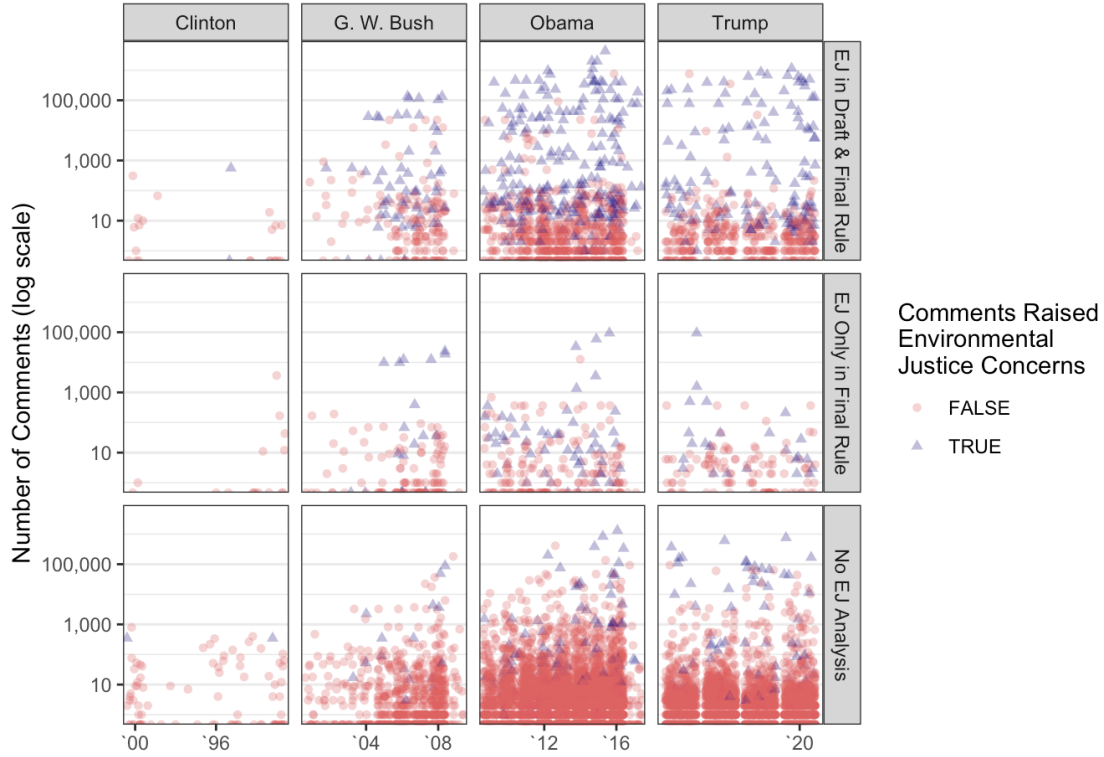 Clinton
G. W. Bush
Obama
Trump
Number of Comments (log scale)
100,000
1,000
10
EJ in Draft & Final Rule
100,000
1,000
10
EJ Only in Final Rule
100,000
1,000
10
No EJ Analysis
`00
`96
`04
`08
`12
`16
`20
Comments Raised
Environmental
Justice Concerns
FALSE
TRUE